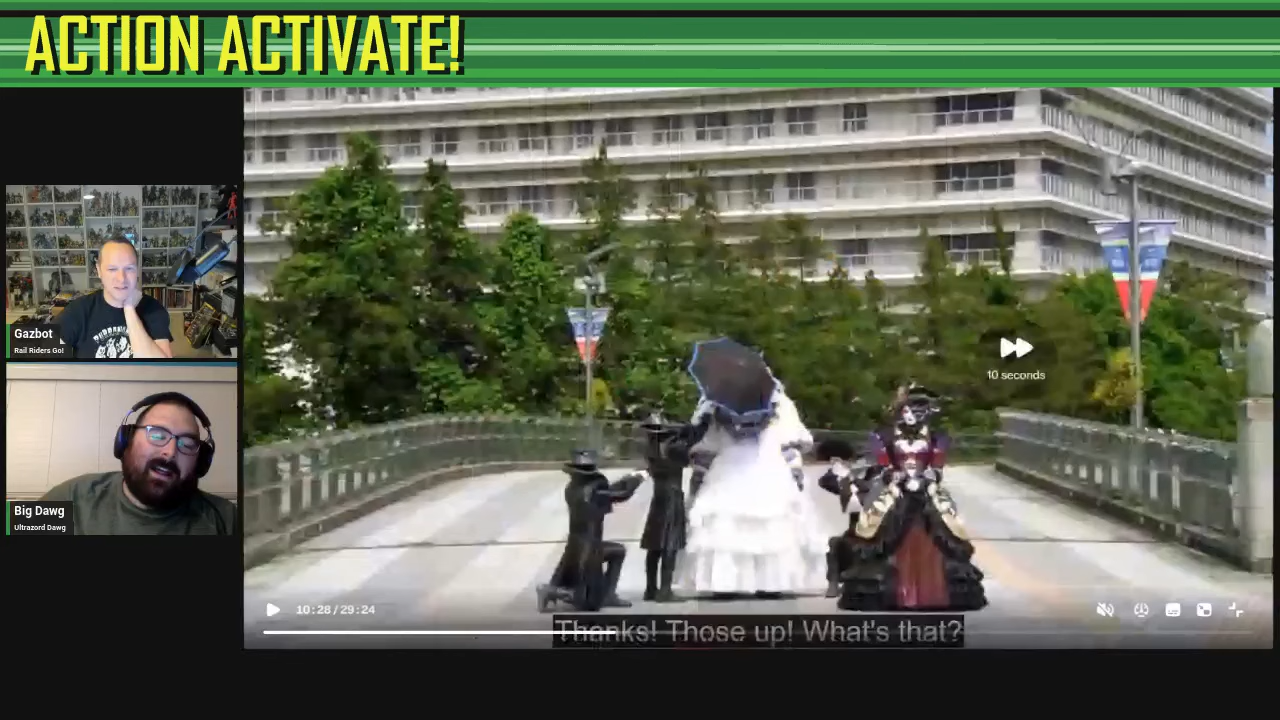 ACTION ACTIVATE!
Gazbot
Rail Riders Go!
Big Dawg
Ultrazord Dawg
10 seconds
10:28 / 29:24
Thanks! Those up! What's that?